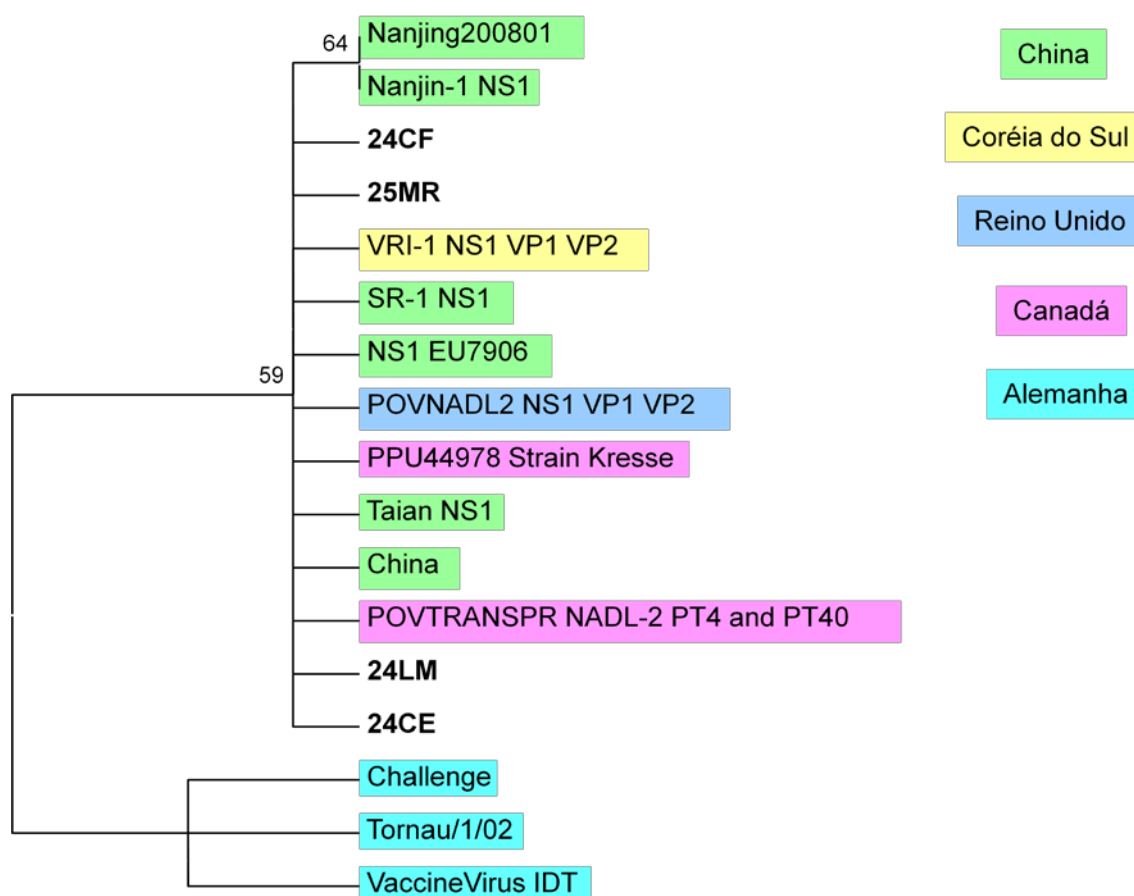 64
Nanjing200801
Nanjin-1 NS1
24CF
25MR
VRI-1 NS1 VP1 VP2
SR-1 NS1
NS1 EU7906
59
POVNADL2 NS1 VP1 VP2
PPU44978 Strain Kresse
Taian NS1
China
POVTRANSPR NADL-2 PT4 and PT40
24LM
24CE
Challenge
Tornau/1/02
VaccineVirus IDT
China
Coréia do Sul
Reino Unido
Canadá
Alemanha